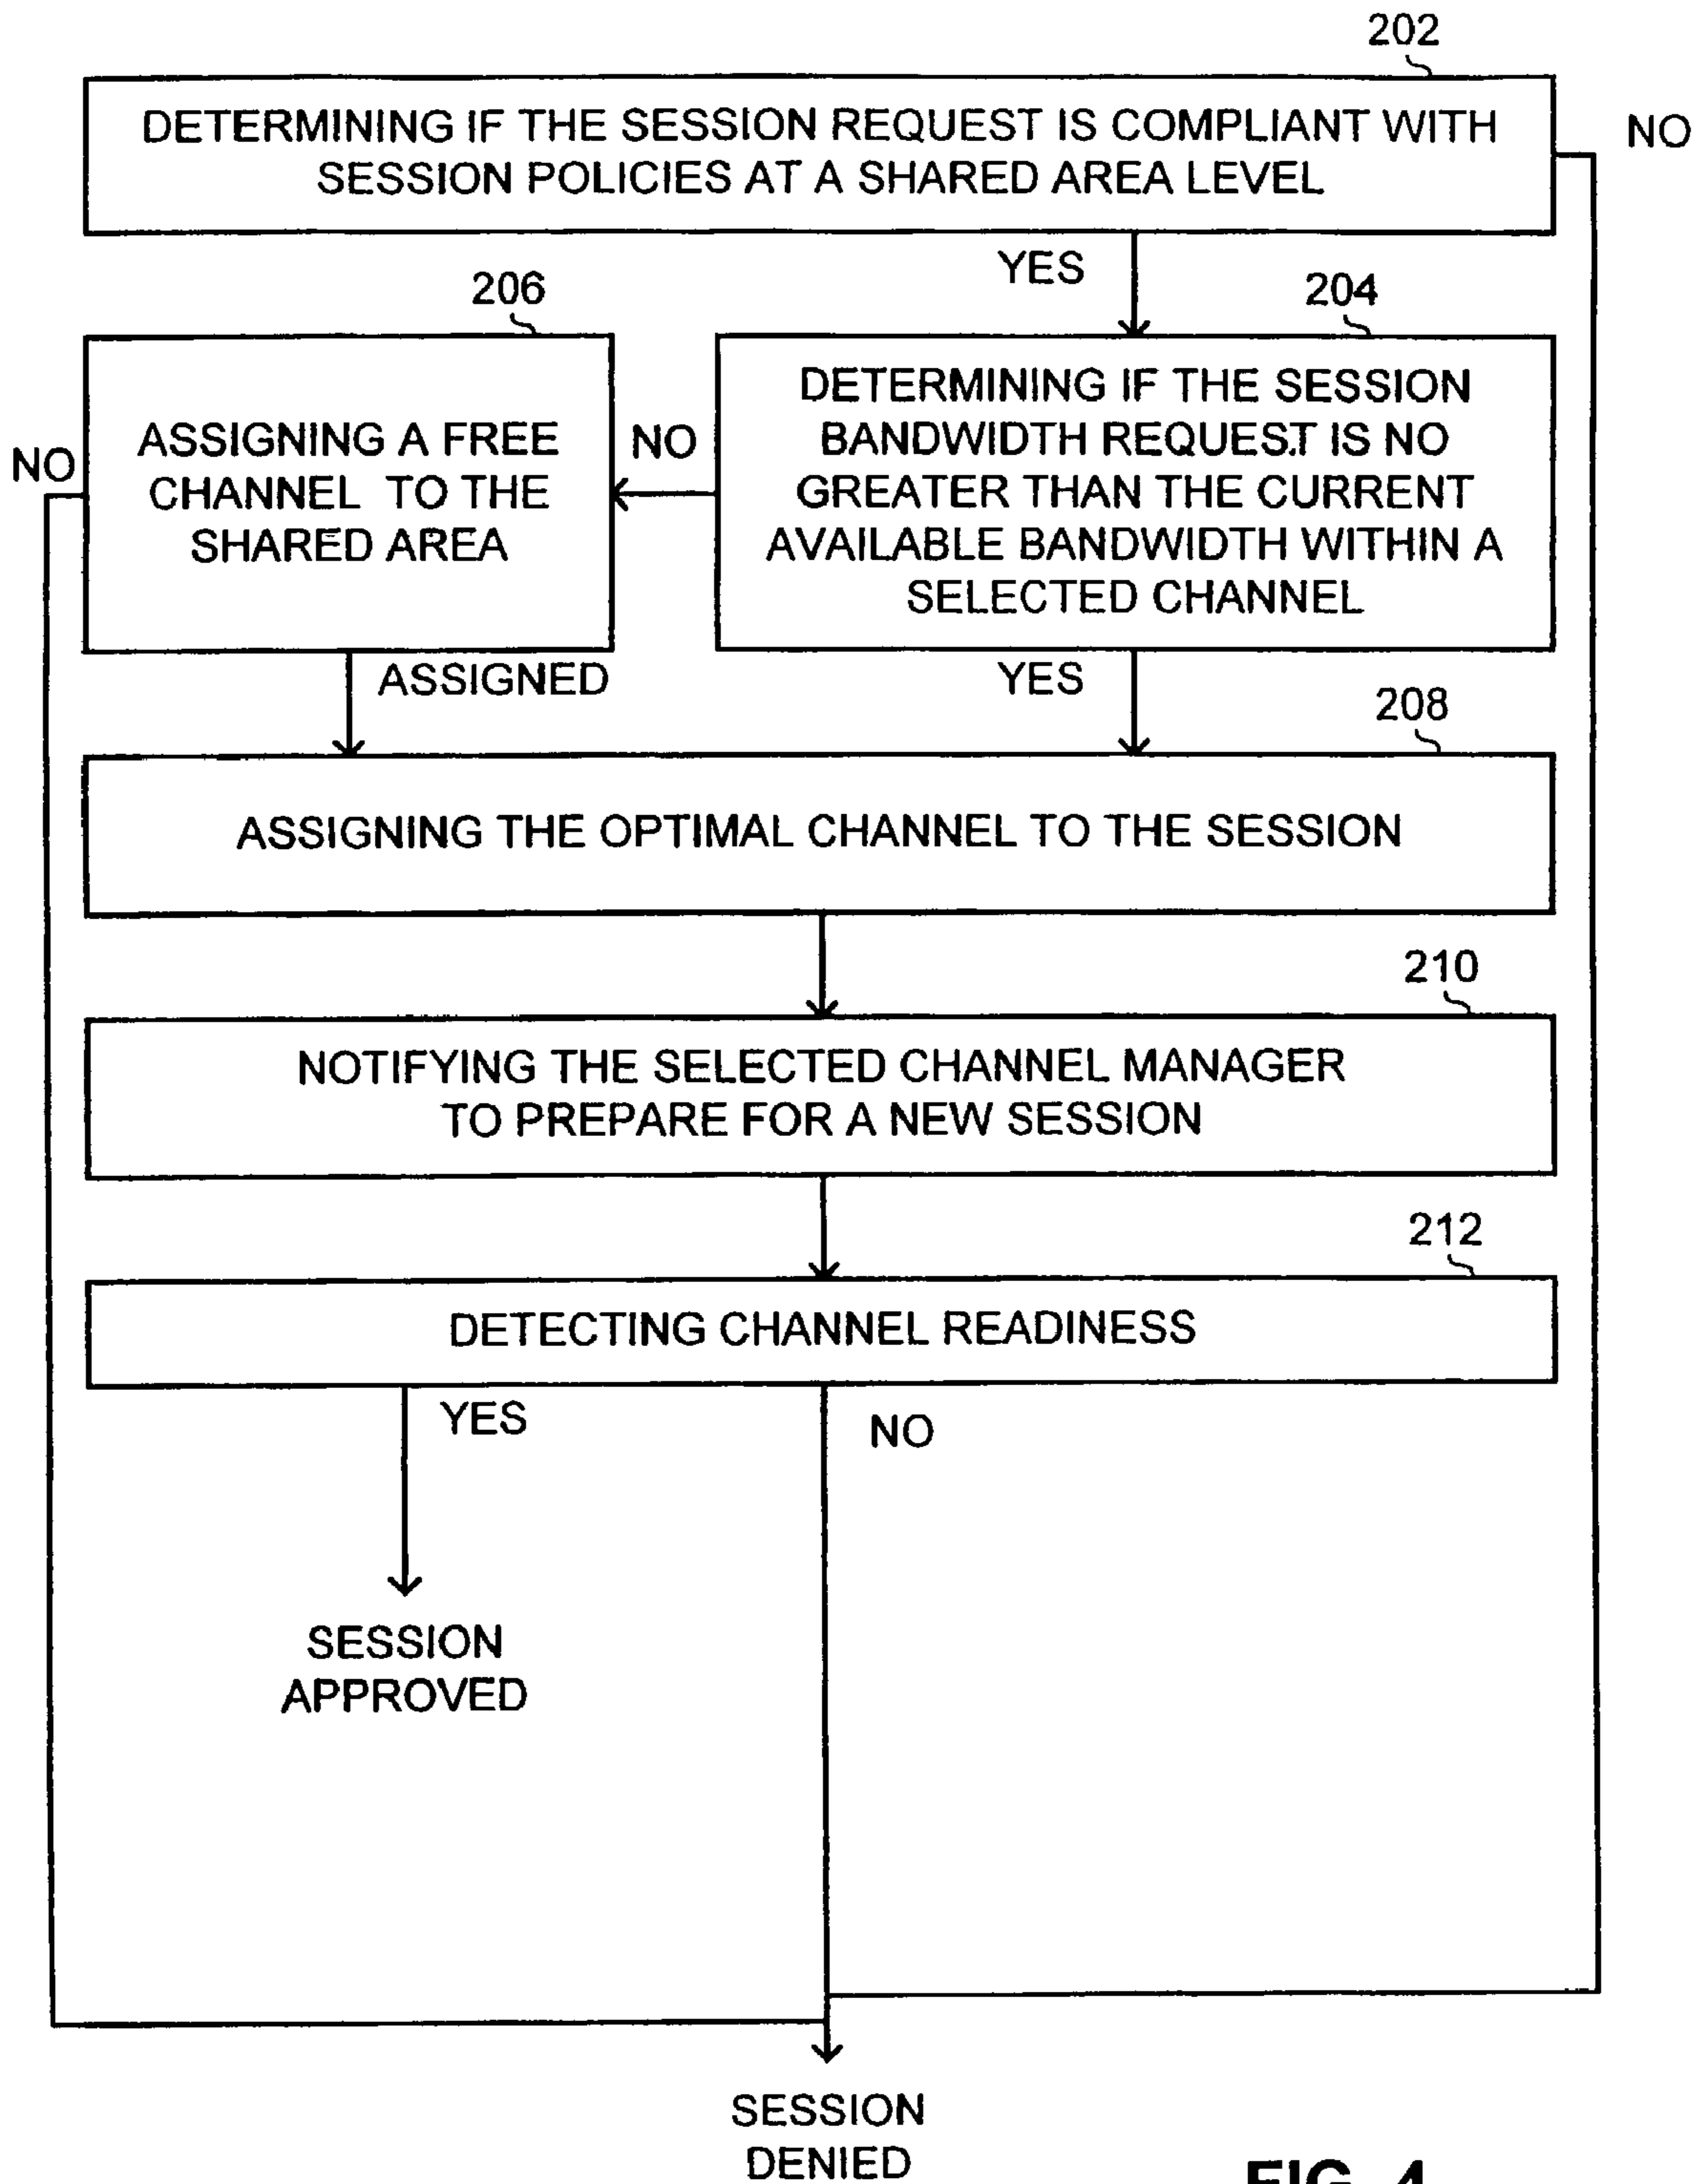 202
DETERMINING IF THE SESSION REQUEST IS COMPLIANT WITH
SESSION POLICIES AT A SHARED AREA LEVEL
NO
YES
206
204
NO
ASSIGNING A FREE
CHANNEL TO THE
SHARED AREA
NO
DETERMINING IF THE SESSION
BANDWIDTH REQUEST IS NO
GREATER THAN THE CURRENT
AVAILABLE BANDWIDTH WITHIN A
SELECTED CHANNEL
ASSIGNED
YES
208
ASSIGNING THE OPTIMAL CHANNEL TO THE SESSION
210
NOTIFYING THE SELECTED CHANNEL MANAGER
TO PREPARE FOR A NEW SESSION
212
DETECTING CHANNEL READINESS
YES
NO
SESSION
APPROVED
SESSION
DENIED
FIG. 4